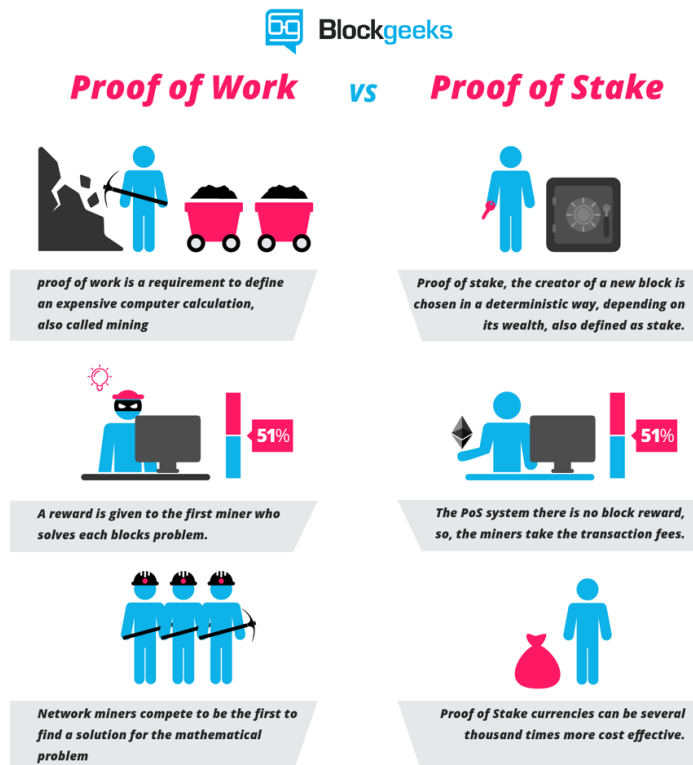 Blockgeeks
Proof of Work vs Proof of Stake
proof of work is a requirement to define
an expensive computer calculation,
also called mining
Proof of stake, the creator of a new block is
chosen in a deterministic way, depending on
its wealth, also defined as stake.
51%
51%
A reward is given to the first miner who
solves each blocks problem.
The PoS system there is no block reward,
so, the miners take the transaction fees.
Network miners compete to be the first to
find a solution for the mathematical
problem
Proof of Stake currencies can be several
thousand times more cost effective.